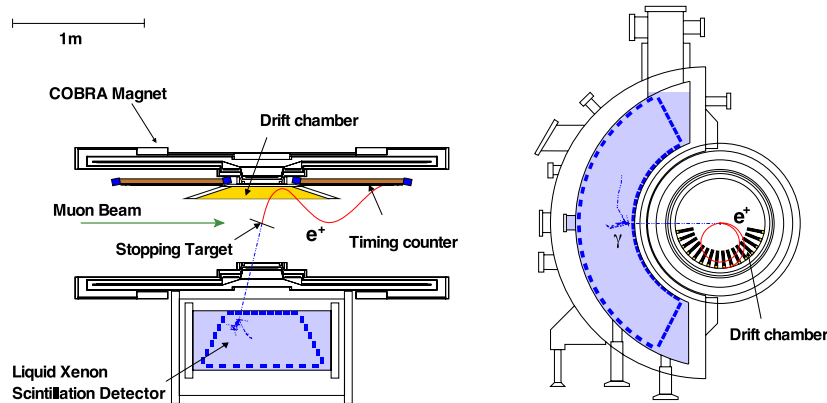 1m
COBRA Magnet
Drift chamber
Muon Beam
Stopping Target
e+
Timing counter
Liquid Xenon
Scintillation Detector
γ
e+
Drift chamber